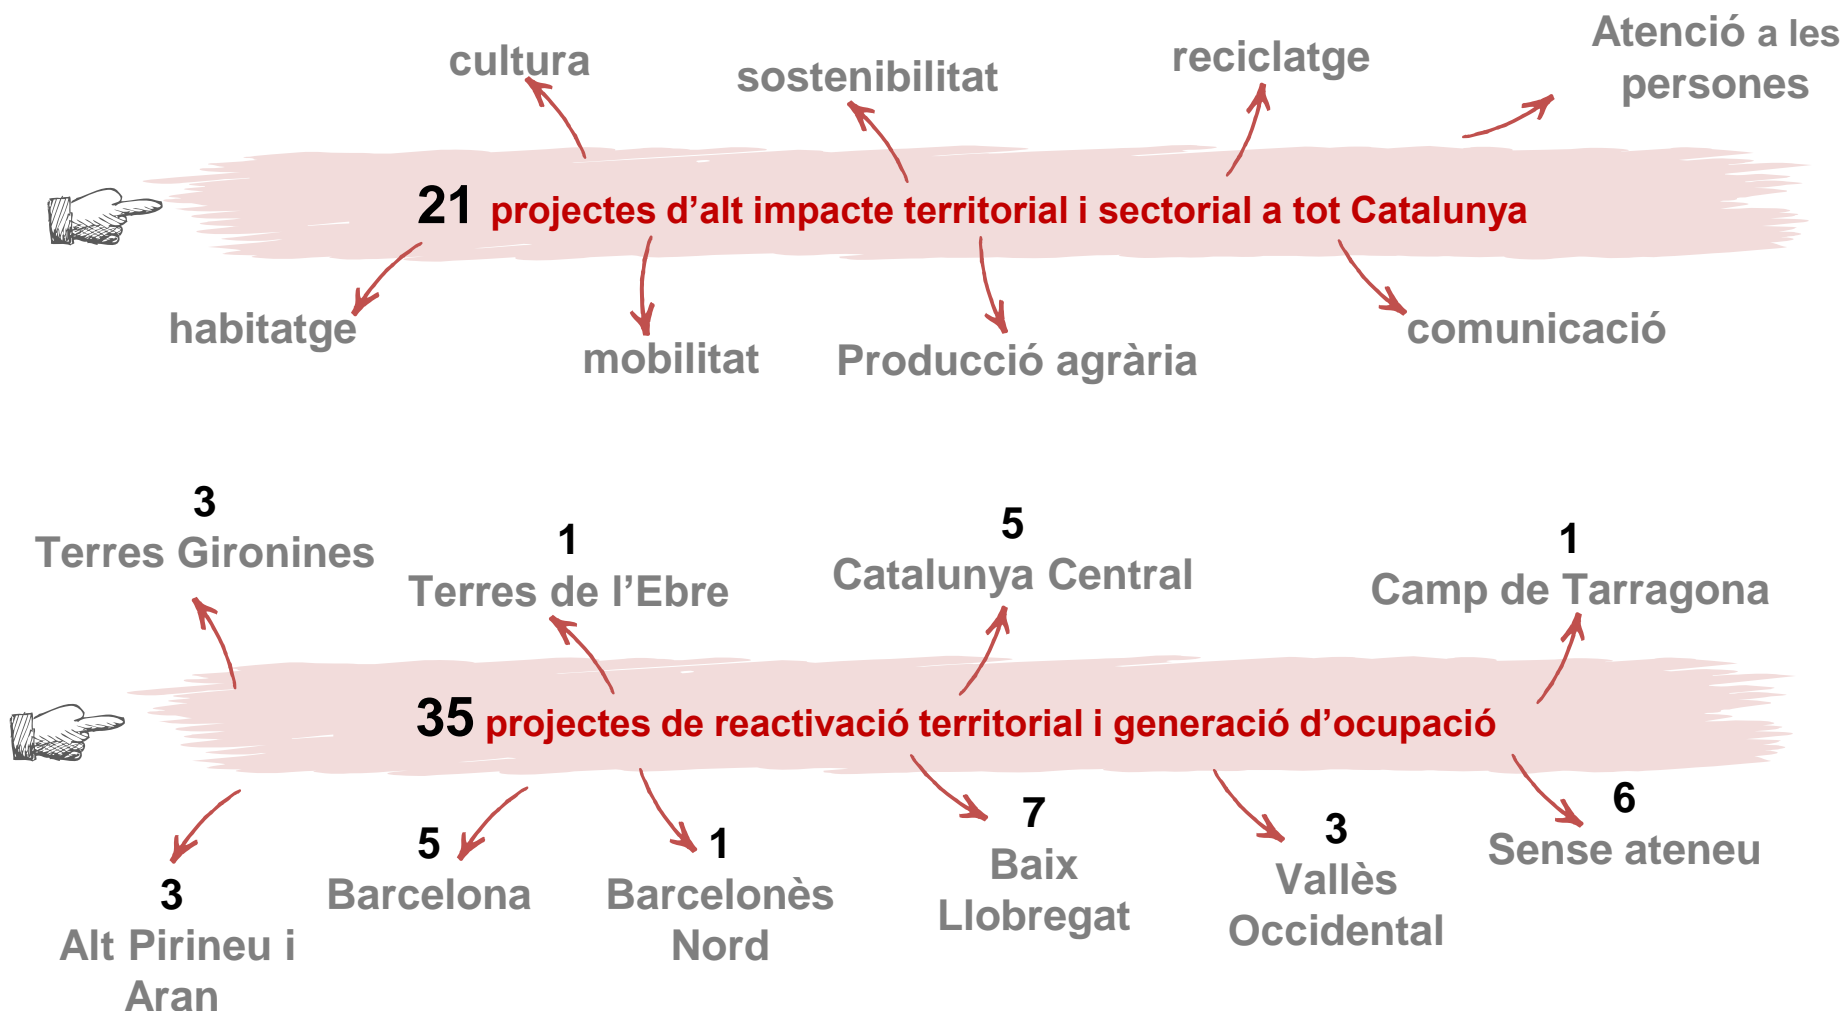 cultura
sostenibilitat
reciclatge
Atenció a les
persones
21 projectes d’alt impacte territorial i sectorial a tot Catalunya
habitatge
mobilitat
Producció agrària
comunicació
3
Terres Gironines
1
Terres de l’Ebre
5
Catalunya Central
1
Camp de Tarragona
35 projectes de reactivació territorial i generació d’ocupació
3
Alt Pirineu i
Aran
5
Barcelona
1
Barcelonès
Nord
7
Baix
Llobregat
3
Vallès
Occidental
6
Sense ateneu